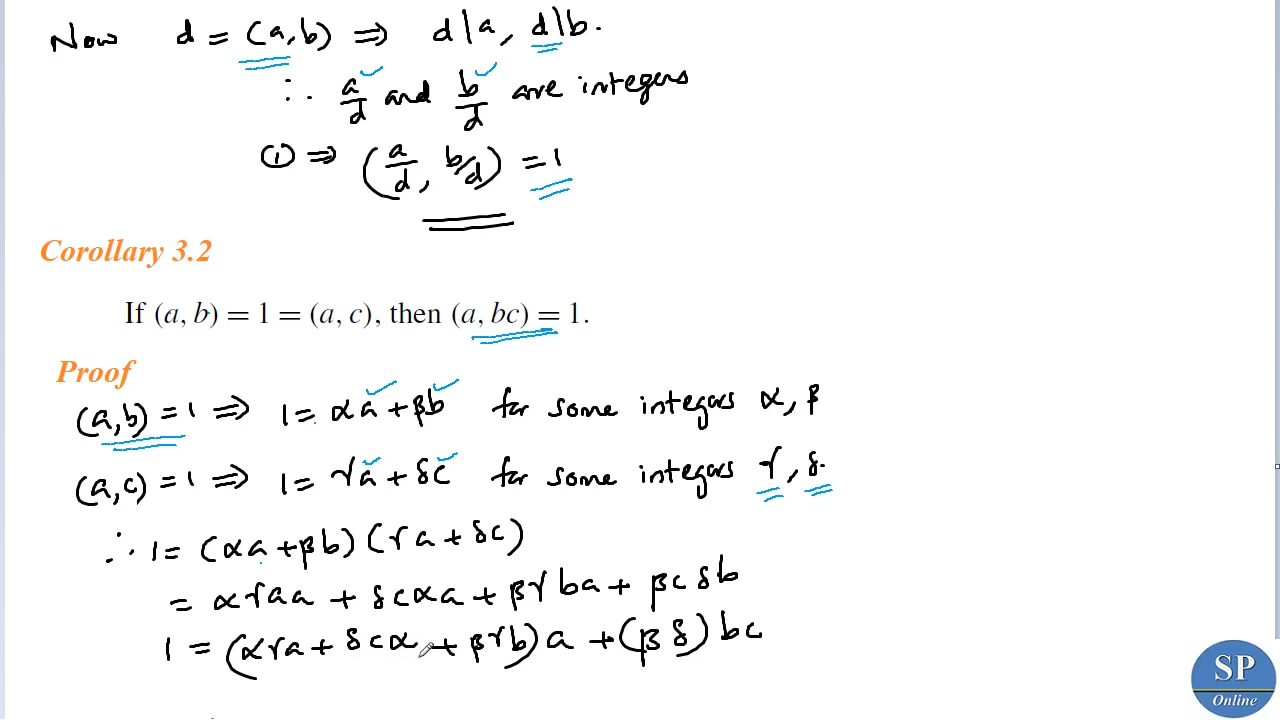 Now d = (a, b) ⇒ d|a, d|b.
∴ a/d and b/d are integers
① ⇒ (a/d, b/d) = 1
Corollary 3.2
If (a, b) = 1 = (a, c), then (a, bc) = 1.
Proof
(a, b) = 1 ⇒ 1 = αa + βb for some integers α, β
(a, c) = 1 ⇒ 1 = γa + δc for some integers γ, δ.
∴ 1 = (αa + βb)(γa + δc)
= αγaa + δcαa + βγba + βcδb
1 = (αγa + δcα + βγb)a + (βδ)bc
SP
Online